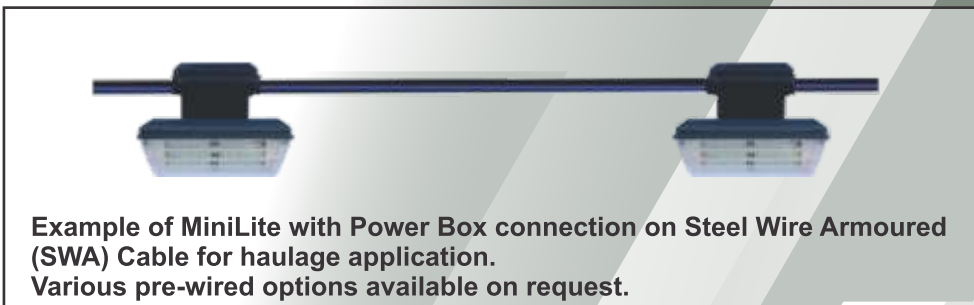 Example of MiniLite with Power Box connection on Steel Wire Armoured
(SWA) Cable for haulage application.
Various pre-wired options available on request.